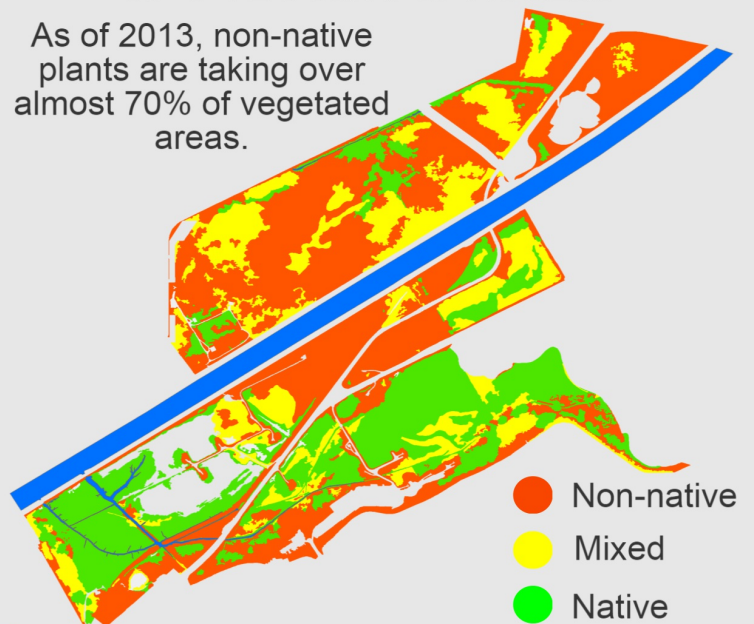 As of 2013, non-native
plants are taking over
almost 70% of vegetated
areas.
Non-native
Mixed
Native